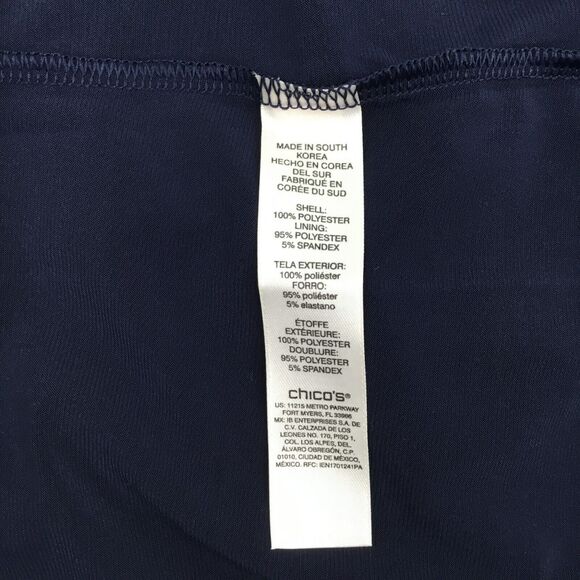 MADE IN SOUTH
KOREA
HECHO EN COREA
DEL SUR
FABRIQUÉ EN
CORÉE DU SUD
SHELL:
100% POLYESTER
LINING:
95% POLYESTER
5% SPANDEX
TELA EXTERIOR:
100% poliéster
FORRO:
95% poliéster
5% elastano
ÉTOFFE
EXTÉRIEURE:
100% POLYESTER
DOUBLURE:
95% POLYESTER
5% SPANDEX
chico's®
US: 11215 METRO PARKWAY
FORT MYERS, FL 33966
MX: IB ENTERPRISES S.A. DE
C.V. CALZADA DE LOS
LEONES NO. 170, PISO 1,
COL. LOS ALPES, DEL.
ÁLVARO OBREGÓN, C.P.
01010, CIUDAD DE MÉXICO,
MÉXICO. RFC: IEN1701241PA